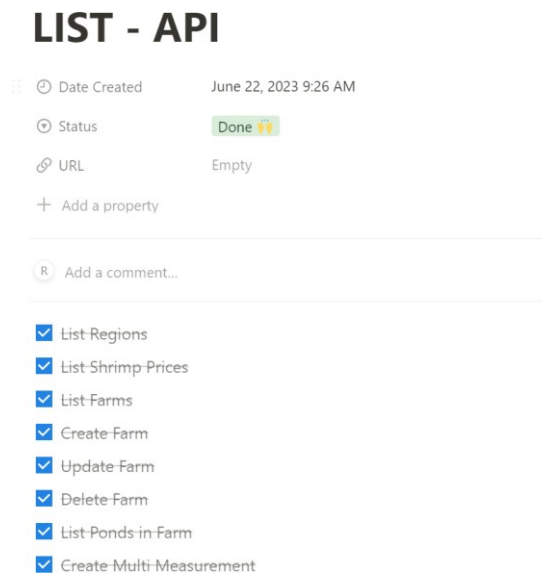 LIST - API
Date Created June 22, 2023 9:26 AM
Status Done 🙌
URL Empty
Add a property
R Add a comment...
List Regions
List Shrimp Prices
List Farms
Create Farm
Update Farm
Delete Farm
List Ponds in Farm
Create Multi Measurement